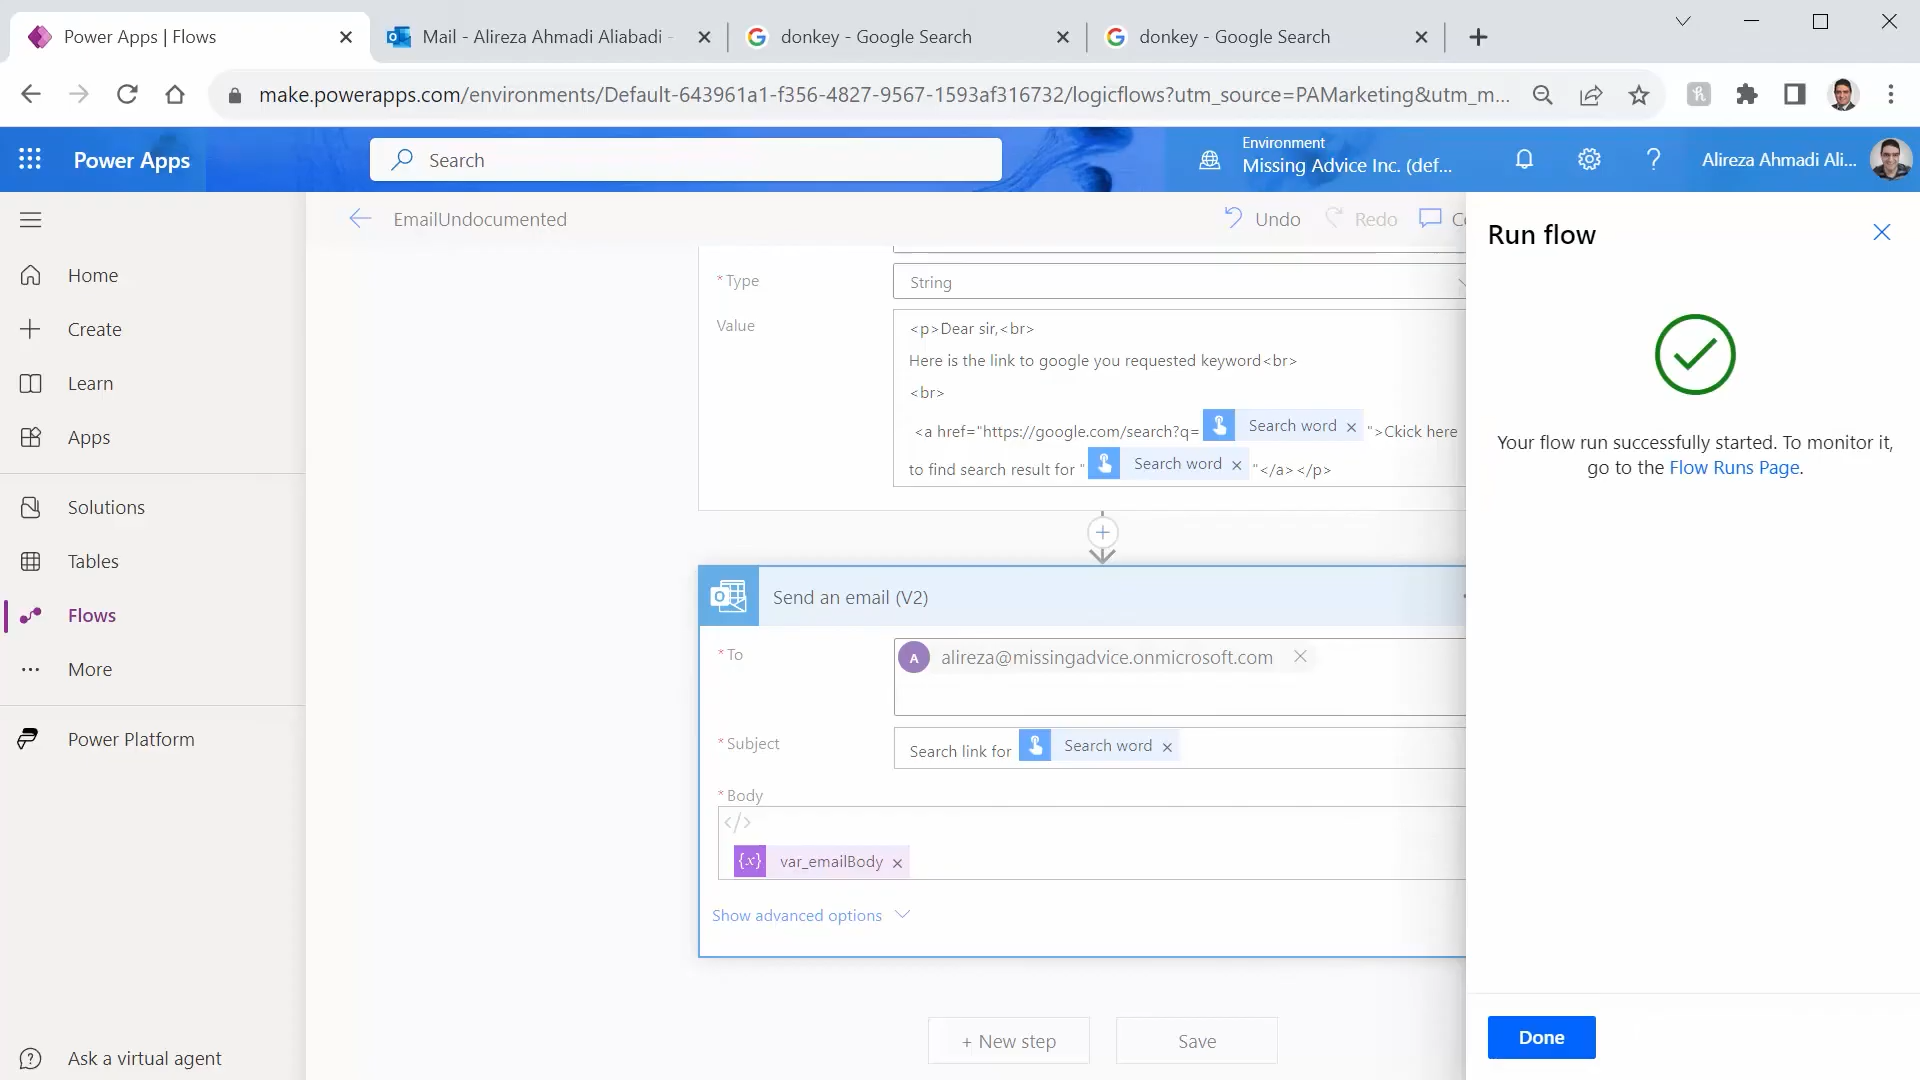 Power Apps | Flows
Mail - Alireza Ahmadi Aliabadi -
donkey - Google Search
donkey - Google Search
make.powerapps.com/environments/Default-643961a1-f356-4827-9567-1593af316732/logicflows?utm_source=PAMarketing&utm_m...
Power Apps
Search
Environment
Missing Advice Inc. (def...
Alireza Ahmadi Ali...
EmailUndocumented
Undo
Redo
Run flow
Home
Create
Learn
Apps
Solutions
Tables
Flows
More
Power Platform
Ask a virtual agent
* Type
String
Value
<p>Dear sir,<br>
Here is the link to google you requested keyword<br>
<br>
<a href="https://google.com/search?q= Search word × ">Ckick here
to find search result for " Search word × "</a></p>
Send an email (V2)
* To
A alireza@missingadvice.onmicrosoft.com
* Subject
Search link for Search word ×
* Body
</>
{x} var_emailBody ×
Show advanced options
+ New step
Save
Your flow run successfully started. To monitor it,
go to the Flow Runs Page.
Done